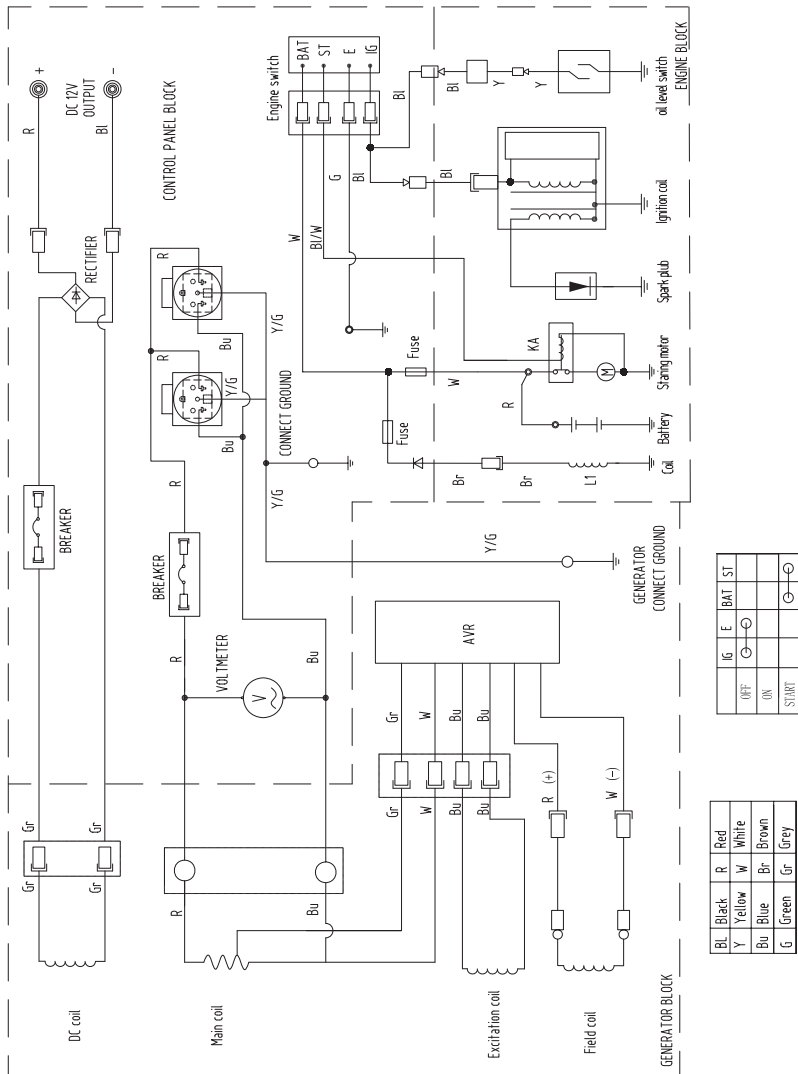 +
-
DC 12V
OUTPUT
R
Bl
RECTIFIER
CONTROL PANEL BLOCK
Engine switch
BAT
ST
E
IG
W
Bl/W
G
Bl
Bl
Bl
Bl
Y
Y
oil level switch
ENGINE BLOCK
Ignition coil
Spark plub
KA
M
Staring motor
Fuse
W
R
Battery
Fuse
Br
Br
L1
Coil
R
R
Bu
Y/G
Y/G
Bu
CONNECT GROUND
Y/G
Y/G
GENERATOR
CONNECT GROUND
BREAKER
R
BREAKER
R
VOLTMETER
V
Bu
AVR
Gr
W
Bu
Bu
Gr
W
Bu
Bu
R (+)
W (-)
Gr
Gr
Gr
Gr
R
Bu
DC coil
Main coil
Excitation coil
Field coil
GENERATOR BLOCK
IG E BAT ST
OFF
ON
START
BL Black R Red
Y Yellow W White
Bu Blue Br Brown
G Green Gr Grey